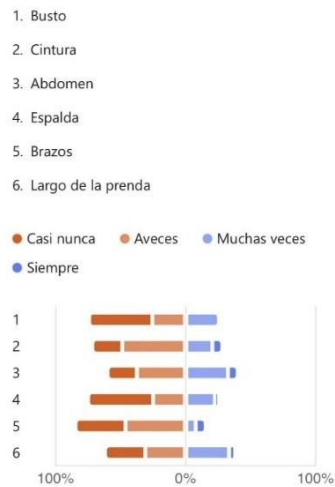 1. Busto
2. Cintura
3. Abdomen
4. Espalda
5. Brazos
6. Largo de la prenda
Casi nunca Aveces Muchas veces
Siempre
1
2
3
4
5
6
100% 0% 100%